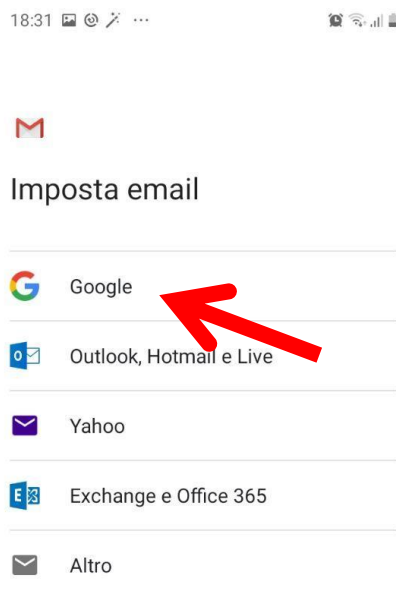 18:31
Imposta email
Google
Outlook, Hotmail e Live
Yahoo
Exchange e Office 365
Altro